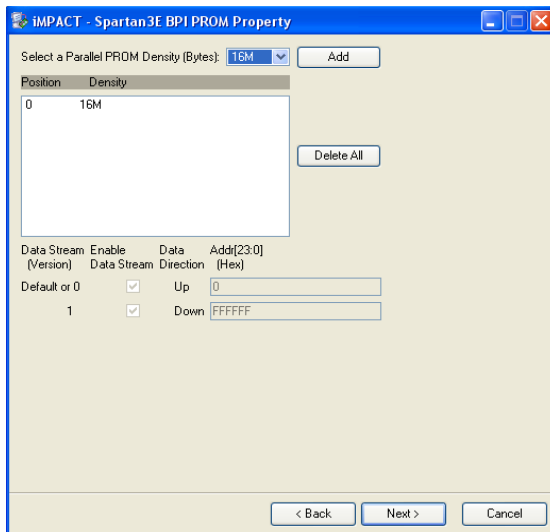 iMPACT - Spartan3E BPI PROM Property
Select a Parallel PROM Density (Bytes): 16M Add
Position Density
0 16M
Delete All
Data Stream Enable Data Addr[23:0]
(Version) Data Stream Direction (Hex)
Default or 0 Up 0
1 Down FFFFFF
< Back Next > Cancel